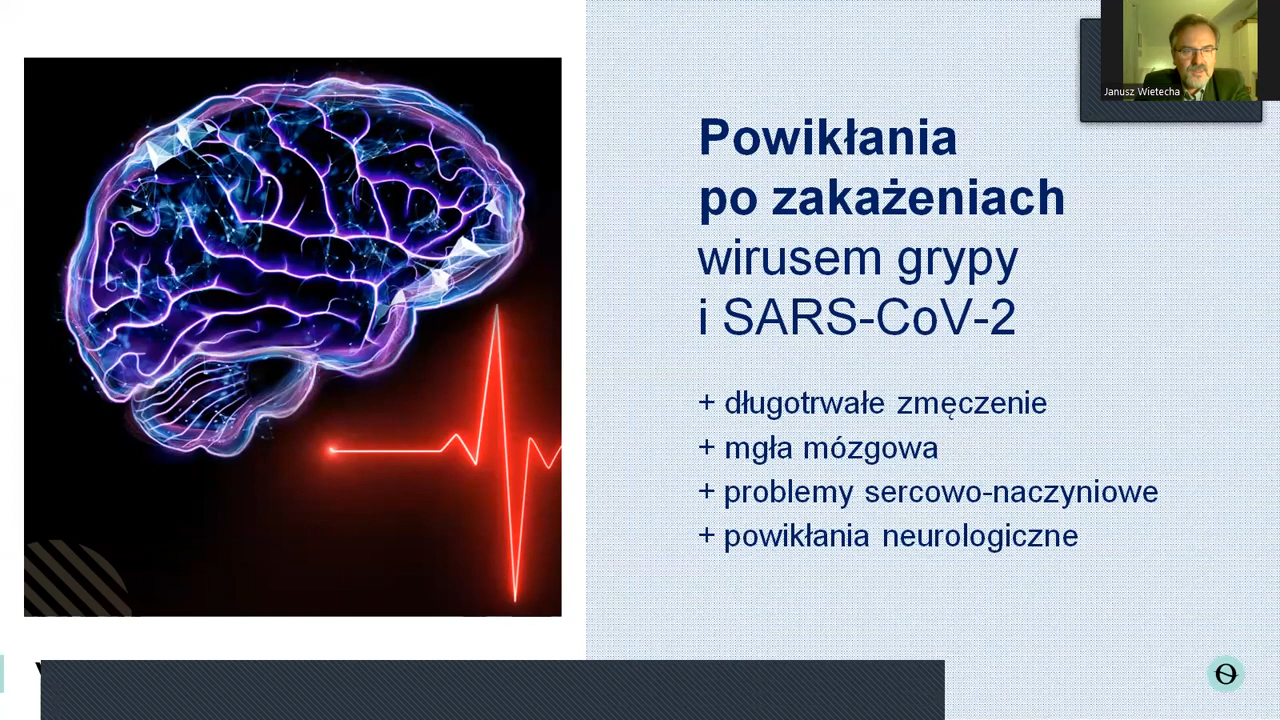 Janusz Wietecha
Powikłania
po zakażeniach
wirusem grypy
i SARS-CoV-2
+ długotrwałe zmęczenie
+ mgła mózgowa
+ problemy sercowo-naczyniowe
+ powikłania neurologiczne